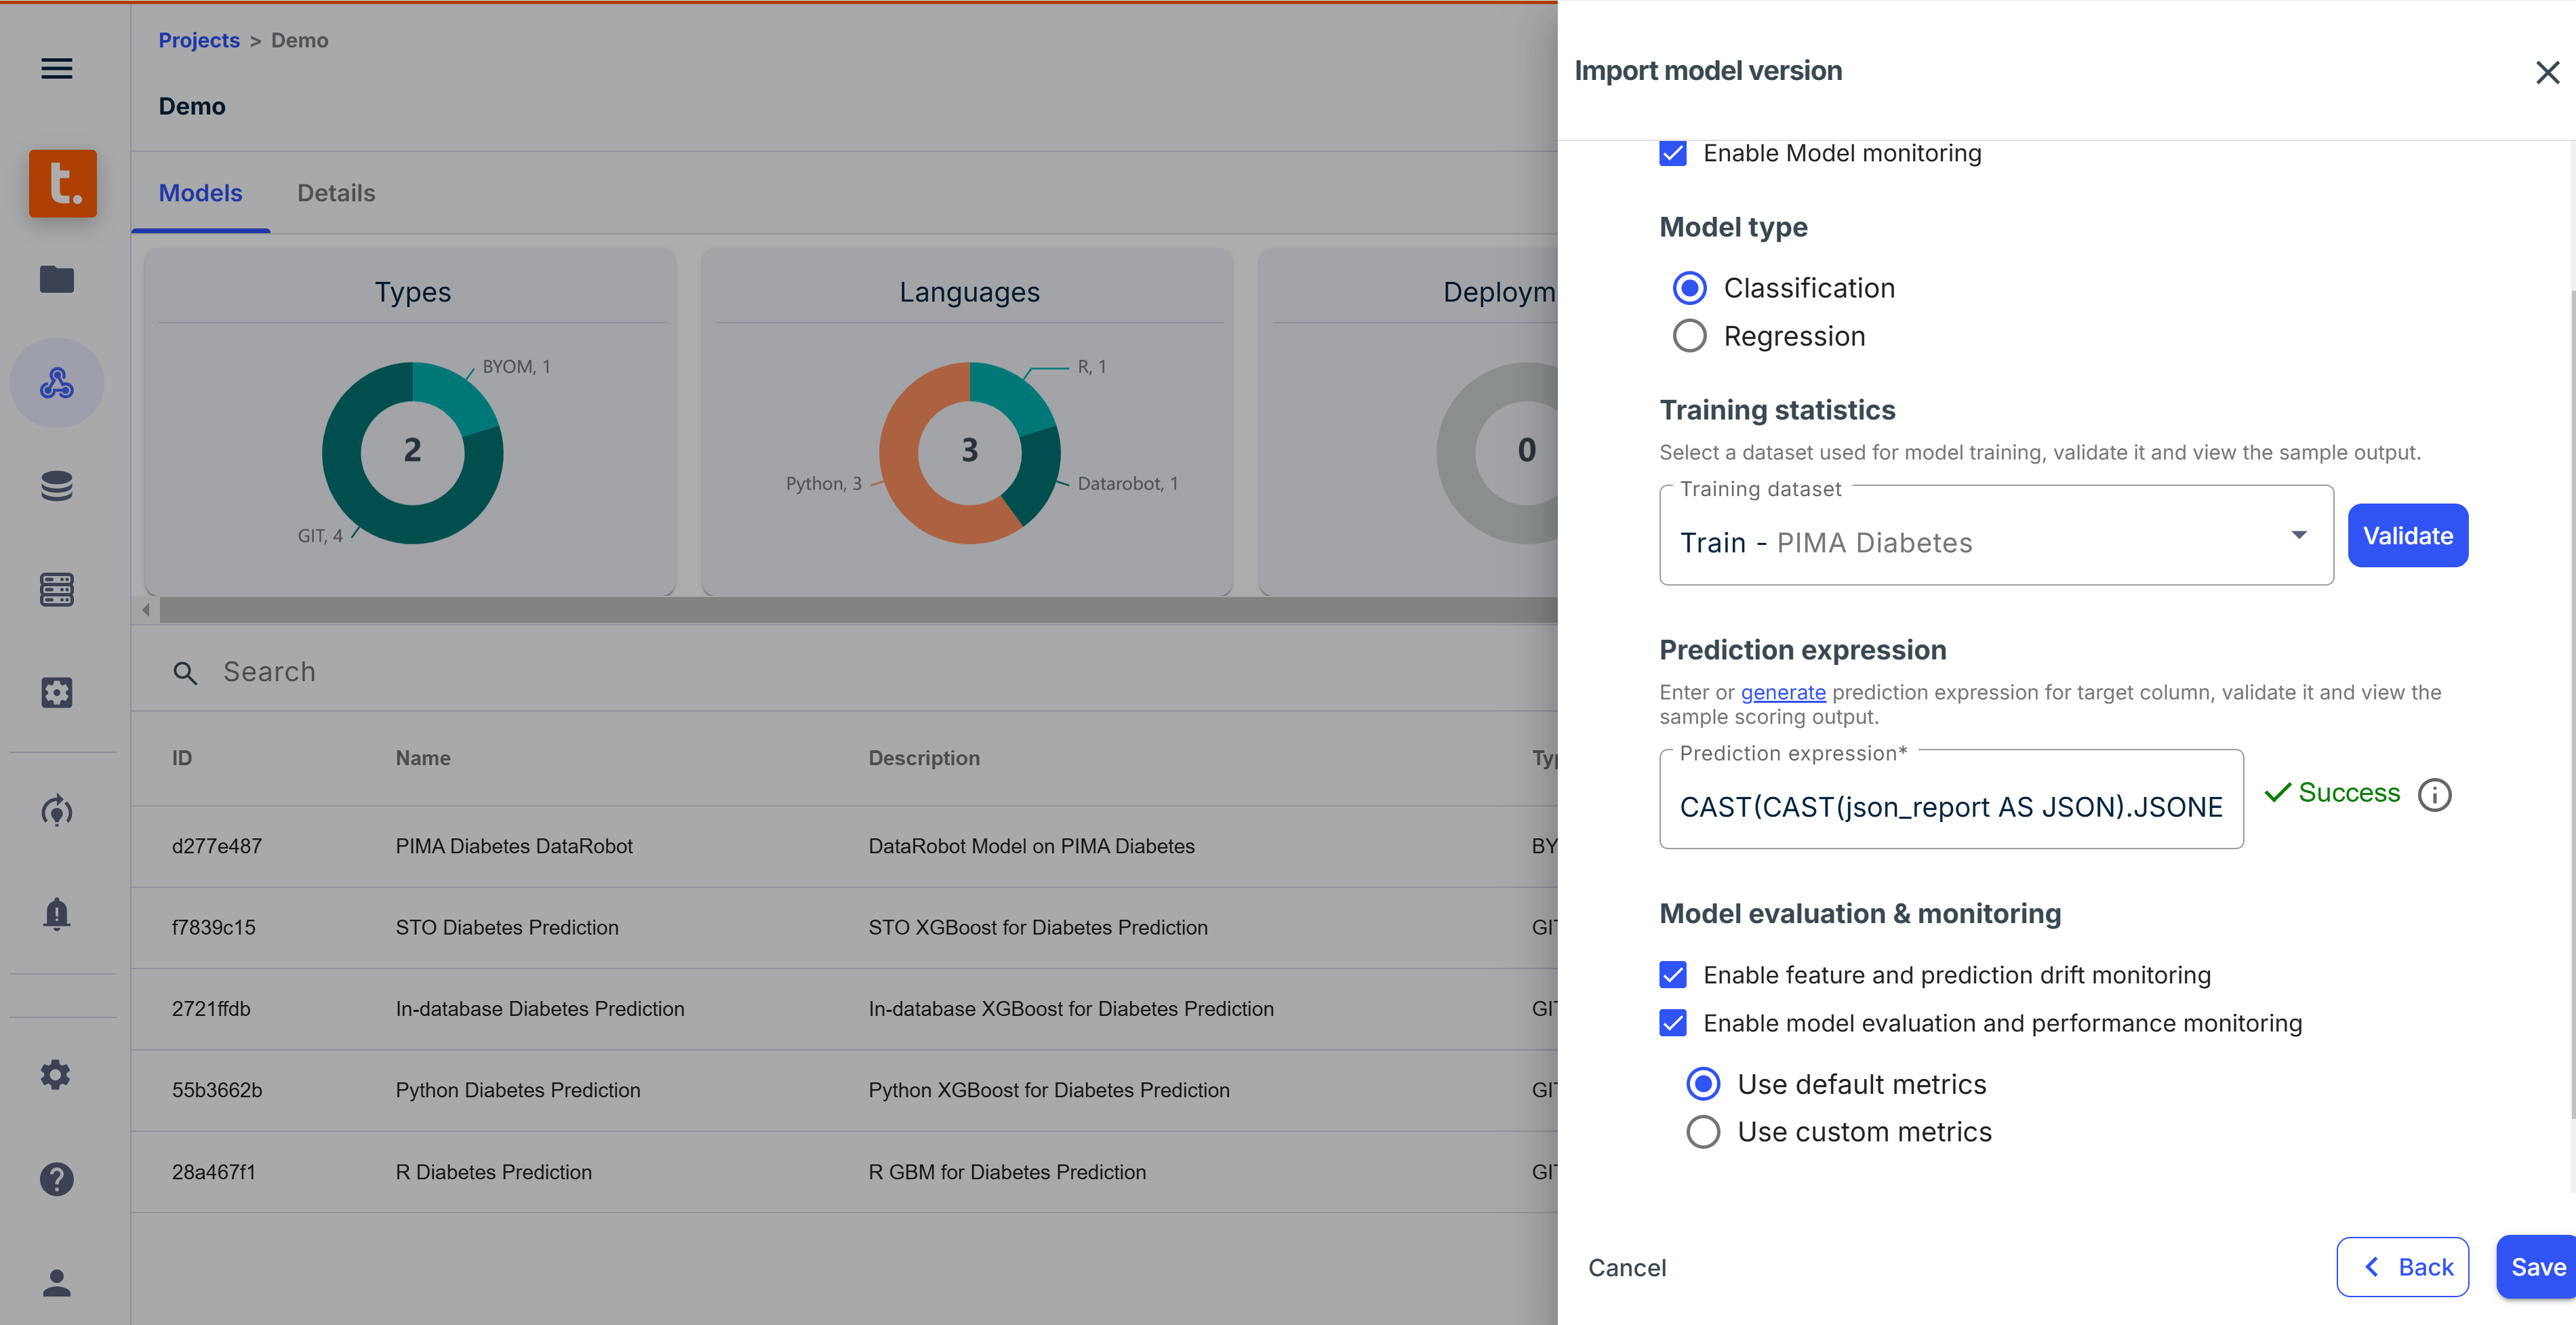 Projects > Demo
Demo
t.
Models
Details
Types
BYOM, 1
2
GIT, 4
Languages
R, 1
3
Python, 3
Datarobot, 1
Deploym
0
Search
ID
Name
Description
Typ
d277e487
PIMA Diabetes DataRobot
DataRobot Model on PIMA Diabetes
BY
f7839c15
STO Diabetes Prediction
STO XGBoost for Diabetes Prediction
GIT
2721ffdb
In-database Diabetes Prediction
In-database XGBoost for Diabetes Prediction
GIT
55b3662b
Python Diabetes Prediction
Python XGBoost for Diabetes Prediction
GIT
28a467f1
R Diabetes Prediction
R GBM for Diabetes Prediction
GIT
Import model version
Enable Model monitoring
Model type
Classification
Regression
Training statistics
Select a dataset used for model training, validate it and view the sample output.
Training dataset
Train - PIMA Diabetes
Validate
Prediction expression
Enter or generate prediction expression for target column, validate it and view the
sample scoring output.
Prediction expression*
CAST(CAST(json_report AS JSON).JSONE
Success
Model evaluation & monitoring
Enable feature and prediction drift monitoring
Enable model evaluation and performance monitoring
Use default metrics
Use custom metrics
Cancel
Back
Save